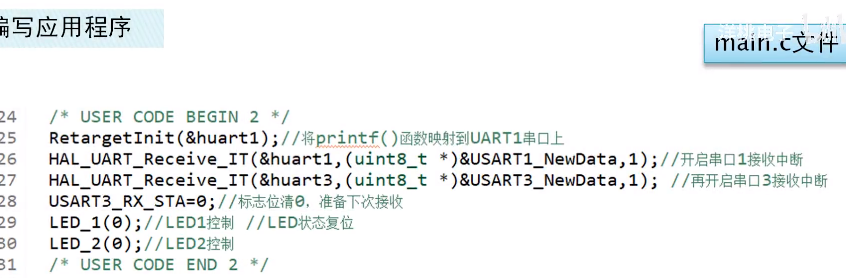 编写应用程序
main.c文件
24 /* USER CODE BEGIN 2 */
25 RetargetInit(&huart1);//将printf()函数映射到UART1串口上
26 HAL_UART_Receive_IT(&huart1,(uint8_t *)&USART1_NewData,1);//开启串口1接收中断
27 HAL_UART_Receive_IT(&huart3,(uint8_t *)&USART3_NewData,1); //再开启串口3接收中断
28 USART3_RX_STA=0;//标志位清0，准备下次接收
29 LED_1(0);//LED1控制 //LED状态复位
30 LED_2(0);//LED2控制
31 /* USER CODE END 2 */